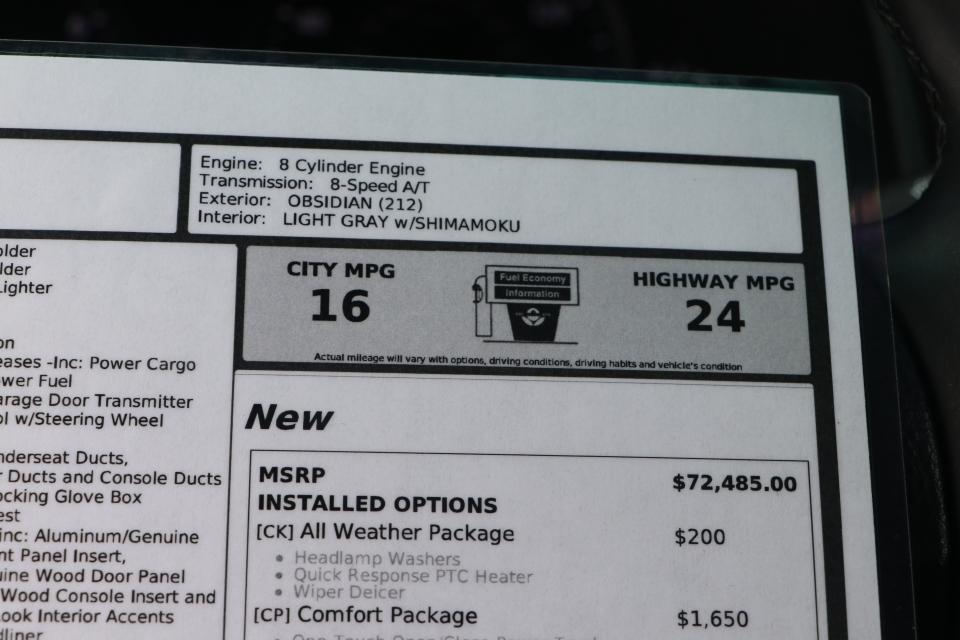 Engine: 8 Cylinder Engine
Transmission: 8-Speed A/T
Exterior: OBSIDIAN (212)
Interior: LIGHT GRAY w/SHIMAMOKU
older
lder
Lighter
on
eases -Inc: Power Cargo
wer Fuel
arage Door Transmitter
ol w/Steering Wheel
nderseat Ducts,
r Ducts and Console Ducts
ocking Glove Box
est
inc: Aluminum/Genuine
nt Panel Insert,
uine Wood Door Panel
Wood Console Insert and
ook Interior Accents
dliner
CITY MPG
16
Fuel Economy
Information
HIGHWAY MPG
24
Actual mileage will vary with options, driving conditions, driving habits and vehicle's condition
New
MSRP $72,485.00
INSTALLED OPTIONS
[CK] All Weather Package $200
• Headlamp Washers
• Quick Response PTC Heater
• Wiper Deicer
[CP] Comfort Package $1,650